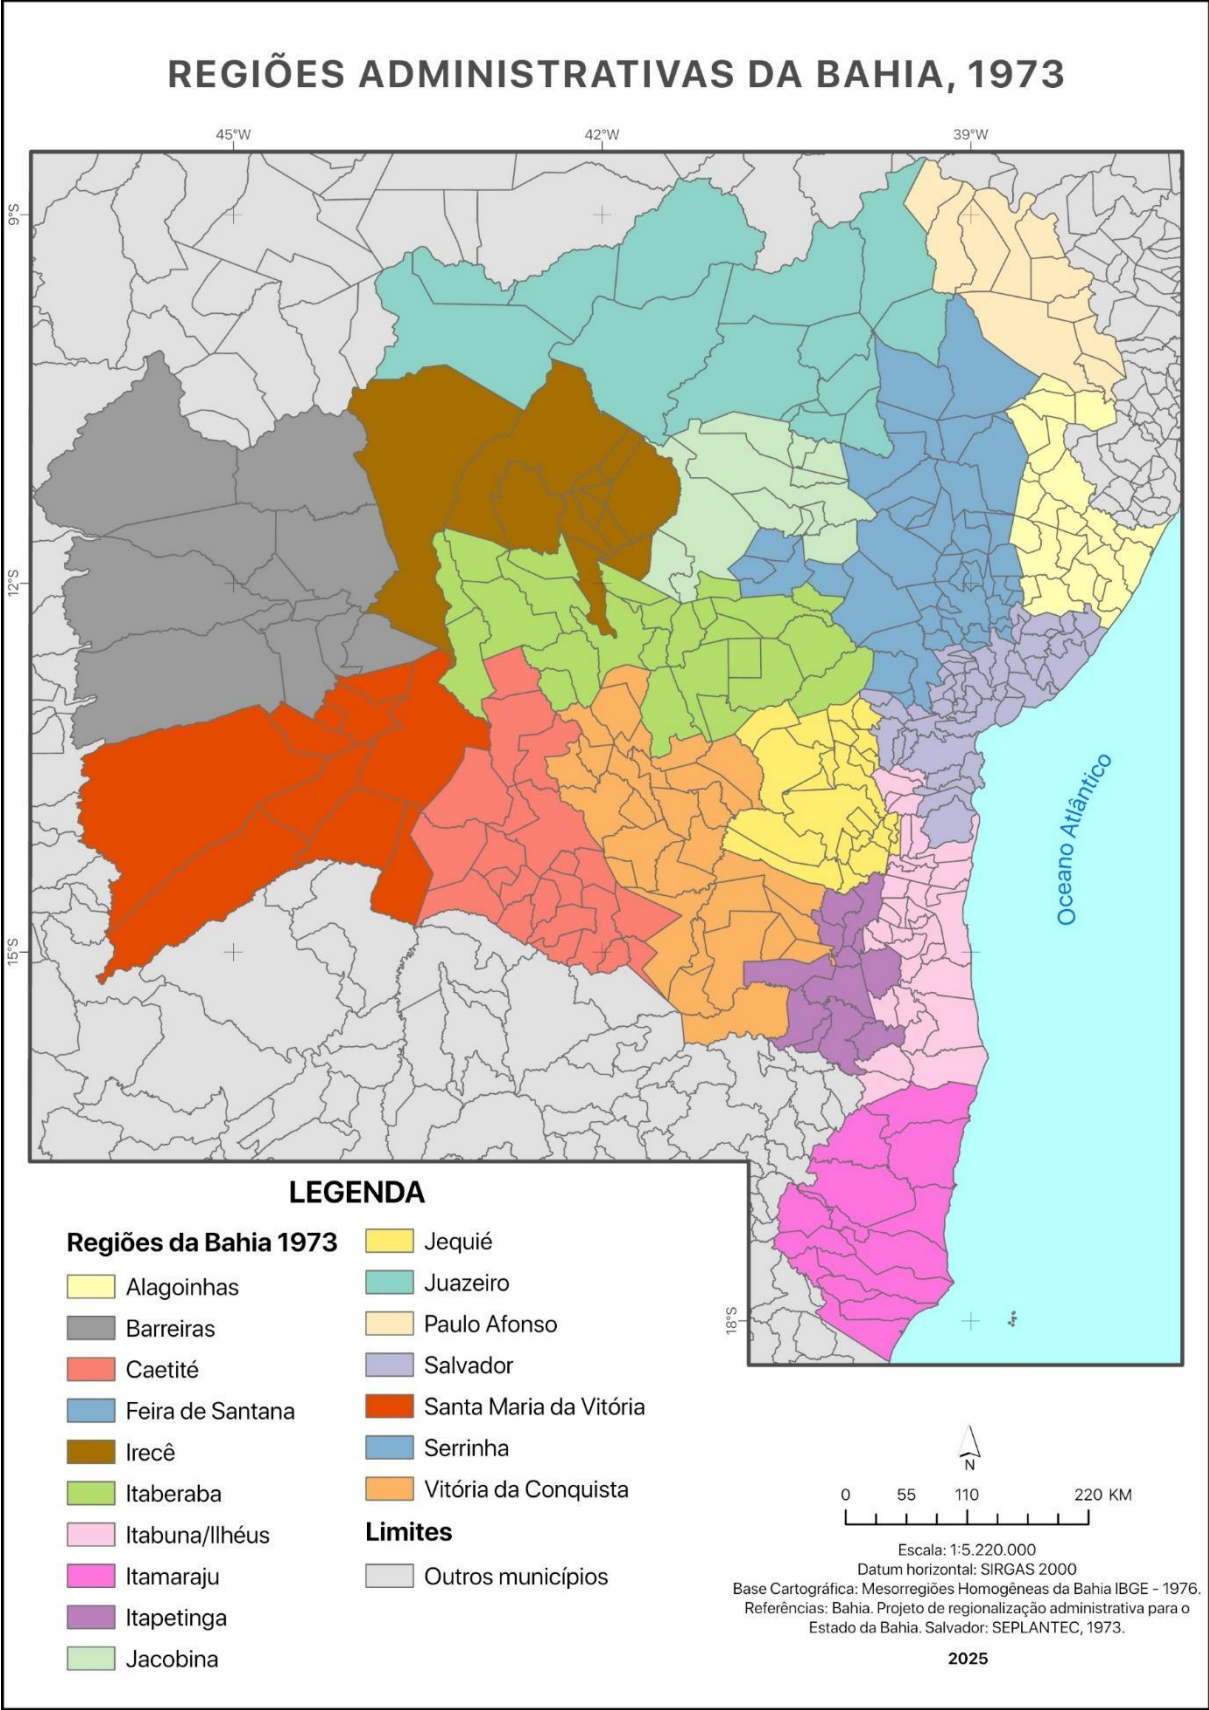 REGIÕES ADMINISTRATIVAS DA BAHIA, 1973
45°W
42°W
39°W
9°S
12°S
15°S
18°S
Oceano Atlântico
LEGENDA
Regiões da Bahia 1973
Alagoinhas
Barreiras
Caetité
Feira de Santana
Irecê
Itaberaba
Itabuna/Ilhéus
Itamaraju
Itapetinga
Jacobina
Jequié
Juazeiro
Paulo Afonso
Salvador
Santa Maria da Vitória
Serrinha
Vitória da Conquista
Limites
Outros municípios
N
0 55 110 220 KM
Escala: 1:5.220.000
Datum horizontal: SIRGAS 2000
Base Cartográfica: Mesorregiões Homogêneas da Bahia IBGE - 1976.
Referências: Bahia. Projeto de regionalização administrativa para o
Estado da Bahia. Salvador: SEPLANTEC, 1973.
2025